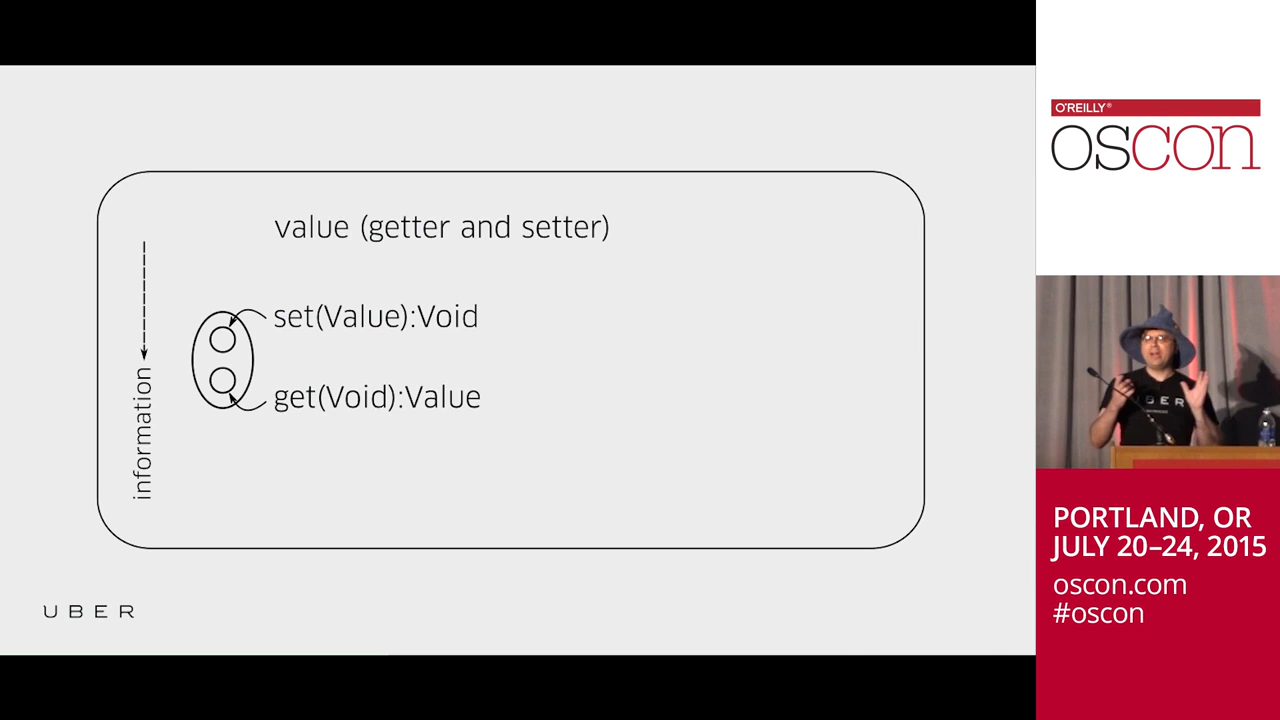 value (getter and setter)
set(Value):Void
get(Void):Value
information
UBER
O'REILLY®
OSCON
UBER
PORTLAND, OR
JULY 20–24, 2015
oscon.com
#oscon